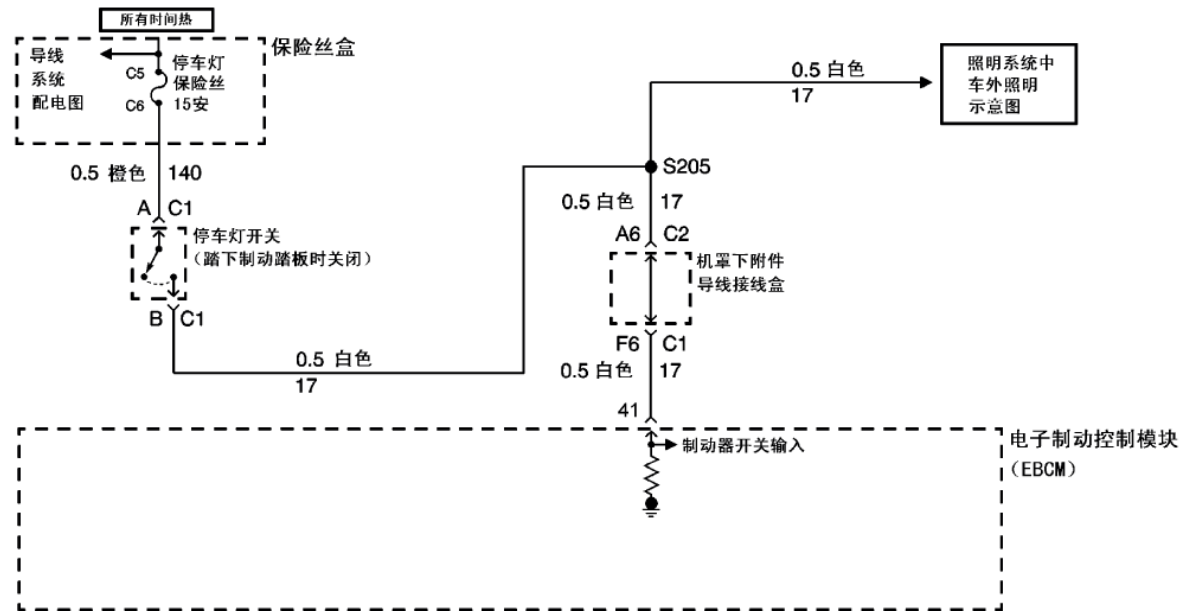 所有时间热
保险丝盒
导线
系统
配电图
C5
C6
停车灯
保险丝
15安
0.5 橙色 140
A C1
停车灯开关
（踏下制动踏板时关闭）
B C1
0.5 白色
17
0.5 白色
17
照明系统中
车外照明
示意图
S205
0.5 白色 17
A6 C2
机罩下附件
导线接线盒
F6 C1
0.5 白色 17
41
制动器开关输入
电子制动控制模块
（EBCM）